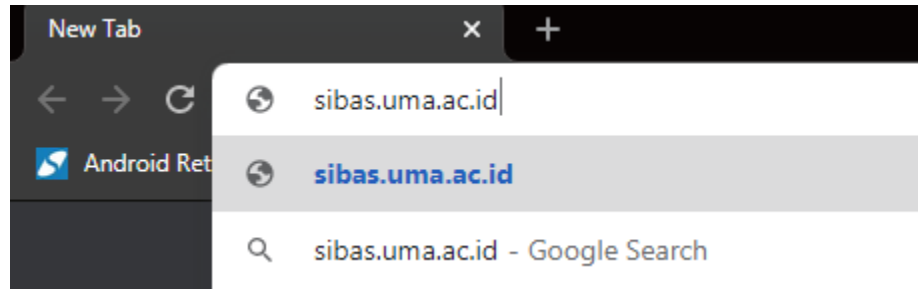 New Tab
sibas.uma.ac.id
Android Ret
sibas.uma.ac.id
sibas.uma.ac.id - Google Search